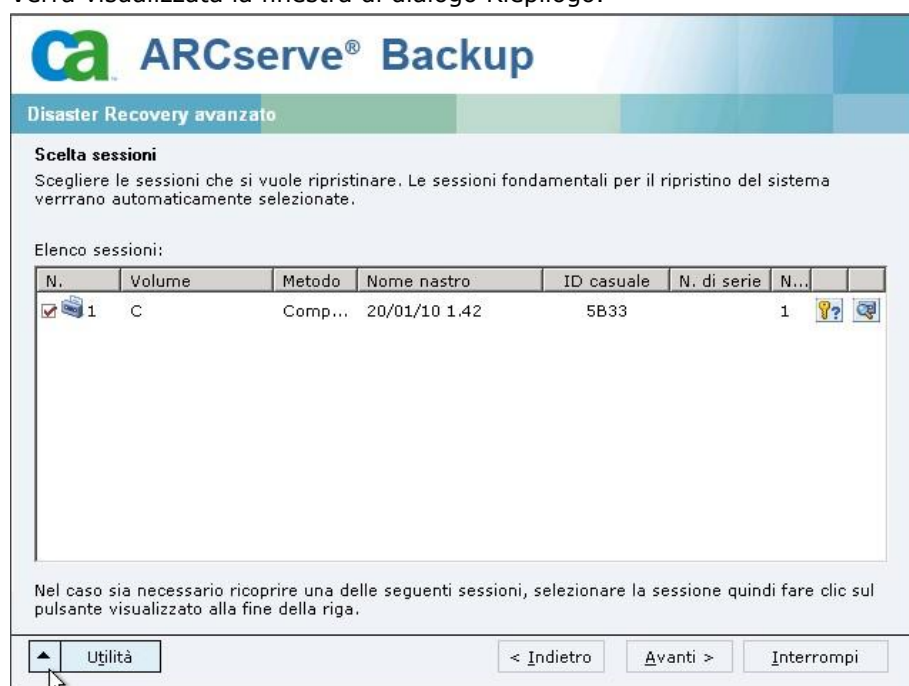 Verrà visualizzata la finestra di dialogo Riepilogo.
ca ARCserve® Backup
Disaster Recovery avanzato
Scelta sessioni
Scegliere le sessioni che si vuole ripristinare. Le sessioni fondamentali per il ripristino del sistema
verrrano automaticamente selezionate.
Elenco sessioni:
N. Volume Metodo Nome nastro ID casuale N. di serie N...
1 C Comp... 20/01/10 1.42 5B33 1
Nel caso sia necessario ricoprire una delle seguenti sessioni, selezionare la sessione quindi fare clic sul
pulsante visualizzato alla fine della riga.
Utilità < Indietro Avanti > Interrompi